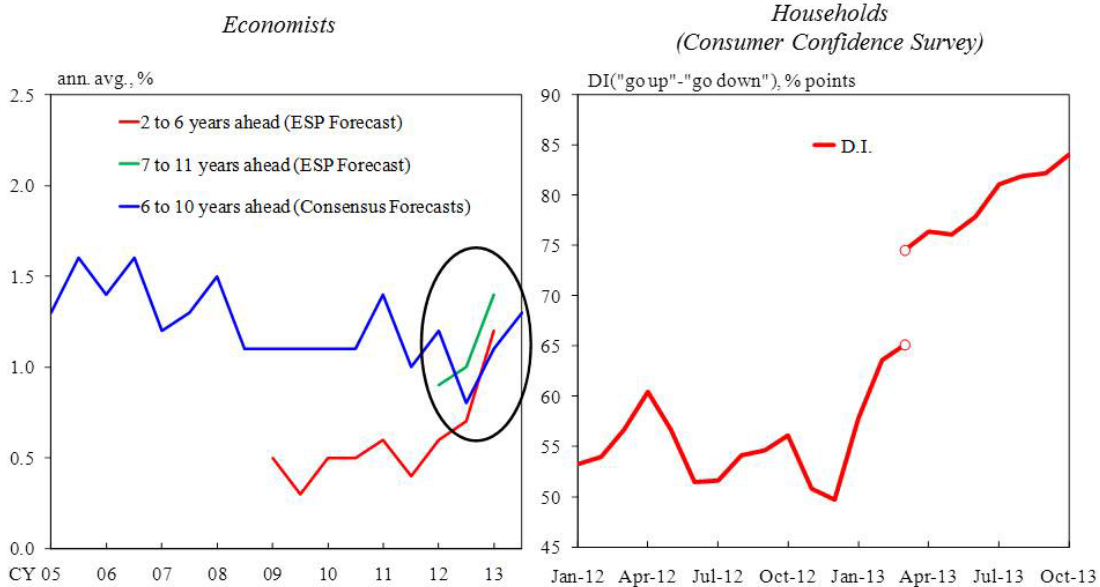 Economists
ann. avg., %
2.5
2.0
1.5
1.0
0.5
0.0
2 to 6 years ahead (ESP Forecast)
7 to 11 years ahead (ESP Forecast)
6 to 10 years ahead (Consensus Forecasts)
CY 05 06 07 08 09 10 11 12 13
Households
(Consumer Confidence Survey)
DI("go up"-"go down"), % points
90
85
80
75
70
65
60
55
50
45
D.I.
Jan-12 Apr-12 Jul-12 Oct-12 Jan-13 Apr-13 Jul-13 Oct-13